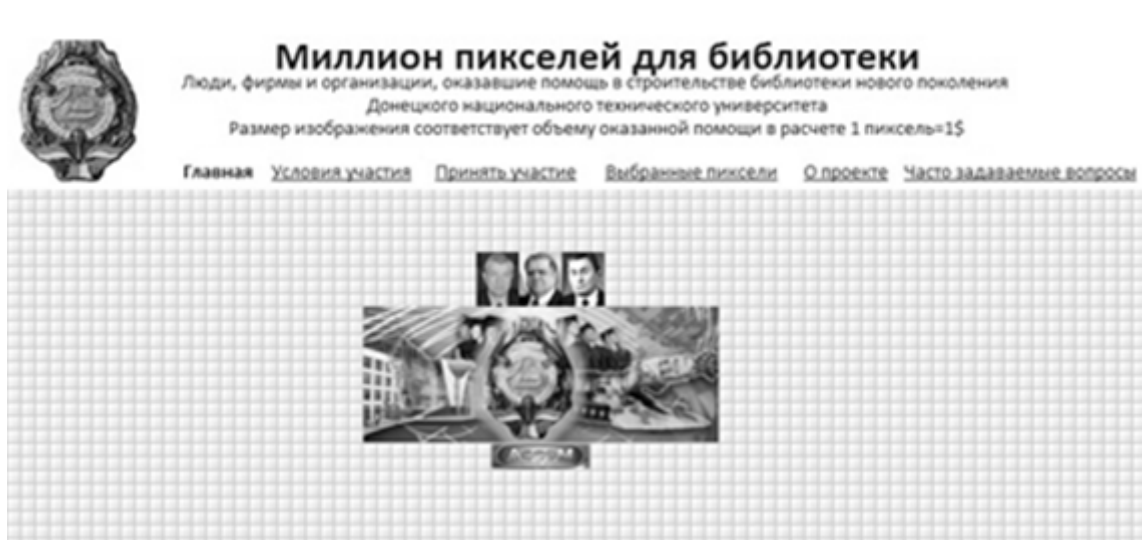 Миллион пикселей для библиотеки
Люди, фирмы и организации, оказавшие помощь в строительстве библиотеки нового поколения
Донецкого национального технического университета
Размер изображения соответствует объему оказанной помощи в расчете 1 пиксель=1$
Главная Условия участия Принять участие Выбранные пиксели О проекте Часто задаваемые вопросы